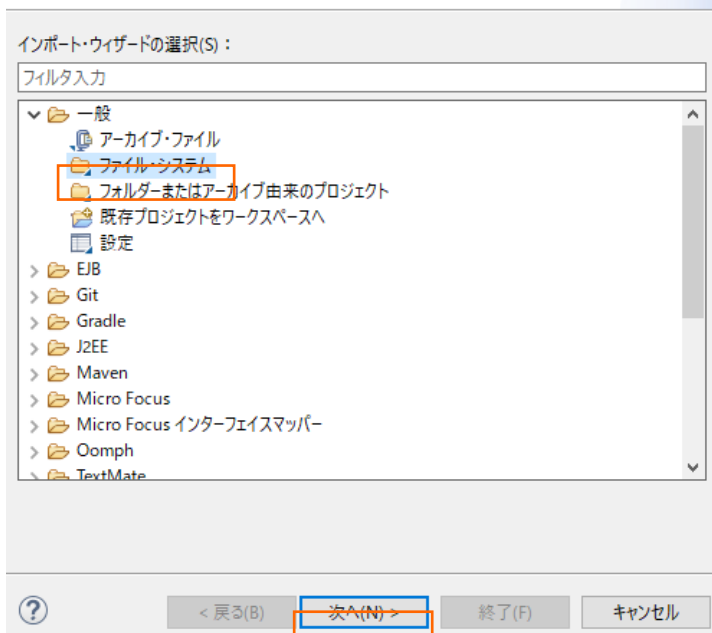 インポート・ウィザードの選択(S)：
フィルタ入力
一般
アーカイブ・ファイル
ファイル・システム
フォルダーまたはアーカイブ由来のプロジェクト
既存プロジェクトをワークスペースへ
設定
EJB
Git
Gradle
J2EE
Maven
Micro Focus
Micro Focus インターフェイスマッパー
Oomph
TextMate
< 戻る(B) 次へ(N) > 終了(F) キャンセル